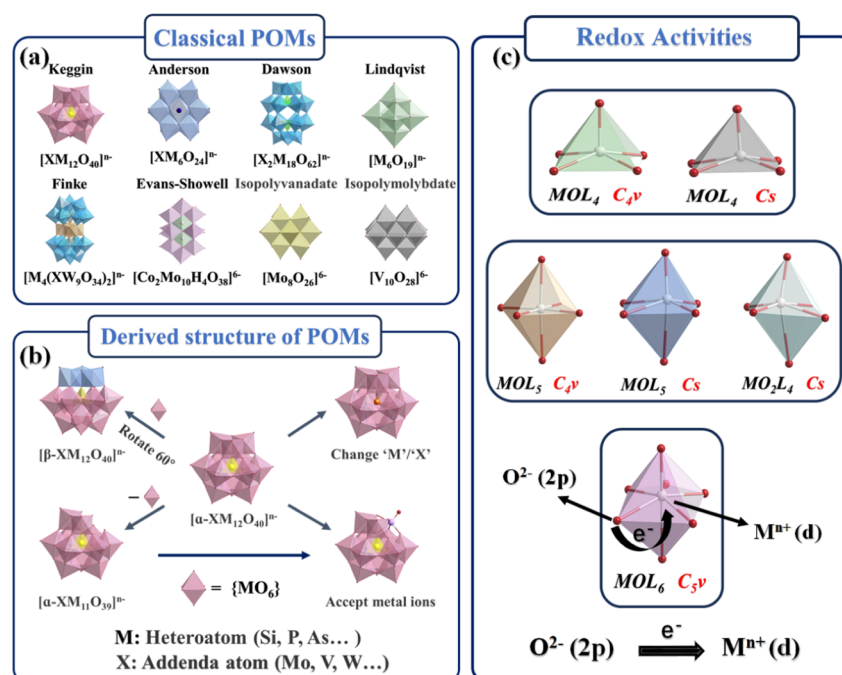 Classical POMs
(a)
Keggin Anderson Dawson Lindqvist
[XM₁₂O₄₀]ⁿ⁻ [XM₆O₂₄]ⁿ⁻ [X₂M₁₈O₆₂]ⁿ⁻ [M₆O₁₉]ⁿ⁻
Finke Evans-Showell Isopolyvanadate Isopolymolybdate
[M₄(XW₉O₃₄)₂]ⁿ⁻ [Co₂Mo₁₀H₄O₃₈]⁶⁻ [Mo₈O₂₆]⁶⁻ [V₁₀O₂₈]⁶⁻
Derived structure of POMs
(b)
[β-XM₁₂O₄₀]ⁿ⁻
Rotate 60°
Change ‘M’/‘X’
[α-XM₁₂O₄₀]ⁿ⁻
[α-XM₁₁O₃₉]ⁿ⁻
= {MO₆}
Accept metal ions
M: Heteroatom (Si, P, As… )
X: Addenda atom (Mo, V, W…)
Redox Activities
(c)
MOL₄ C₄v MOL₄ Cs
MOL₅ C₄v MOL₅ Cs MO₂L₄ Cs
O²⁻ (2p)
e⁻
Mⁿ⁺ (d)
MOL₆ C₅v
e⁻
O²⁻ (2p) Mⁿ⁺ (d)